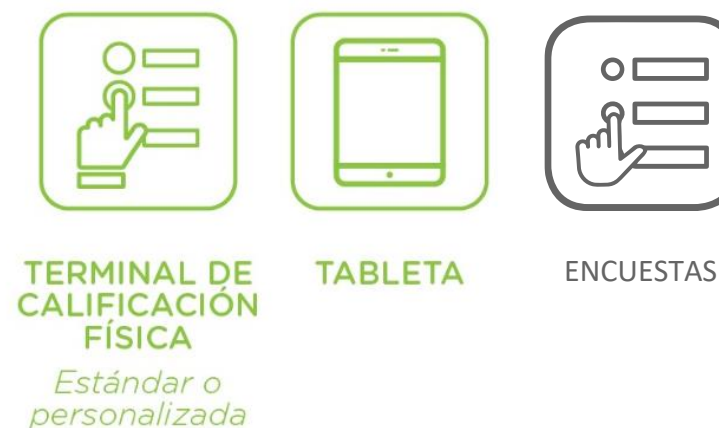 TERMINAL DE
CALIFICACIÓN
FÍSICA
Estándar o
personalizada
TABLETA
ENCUESTAS